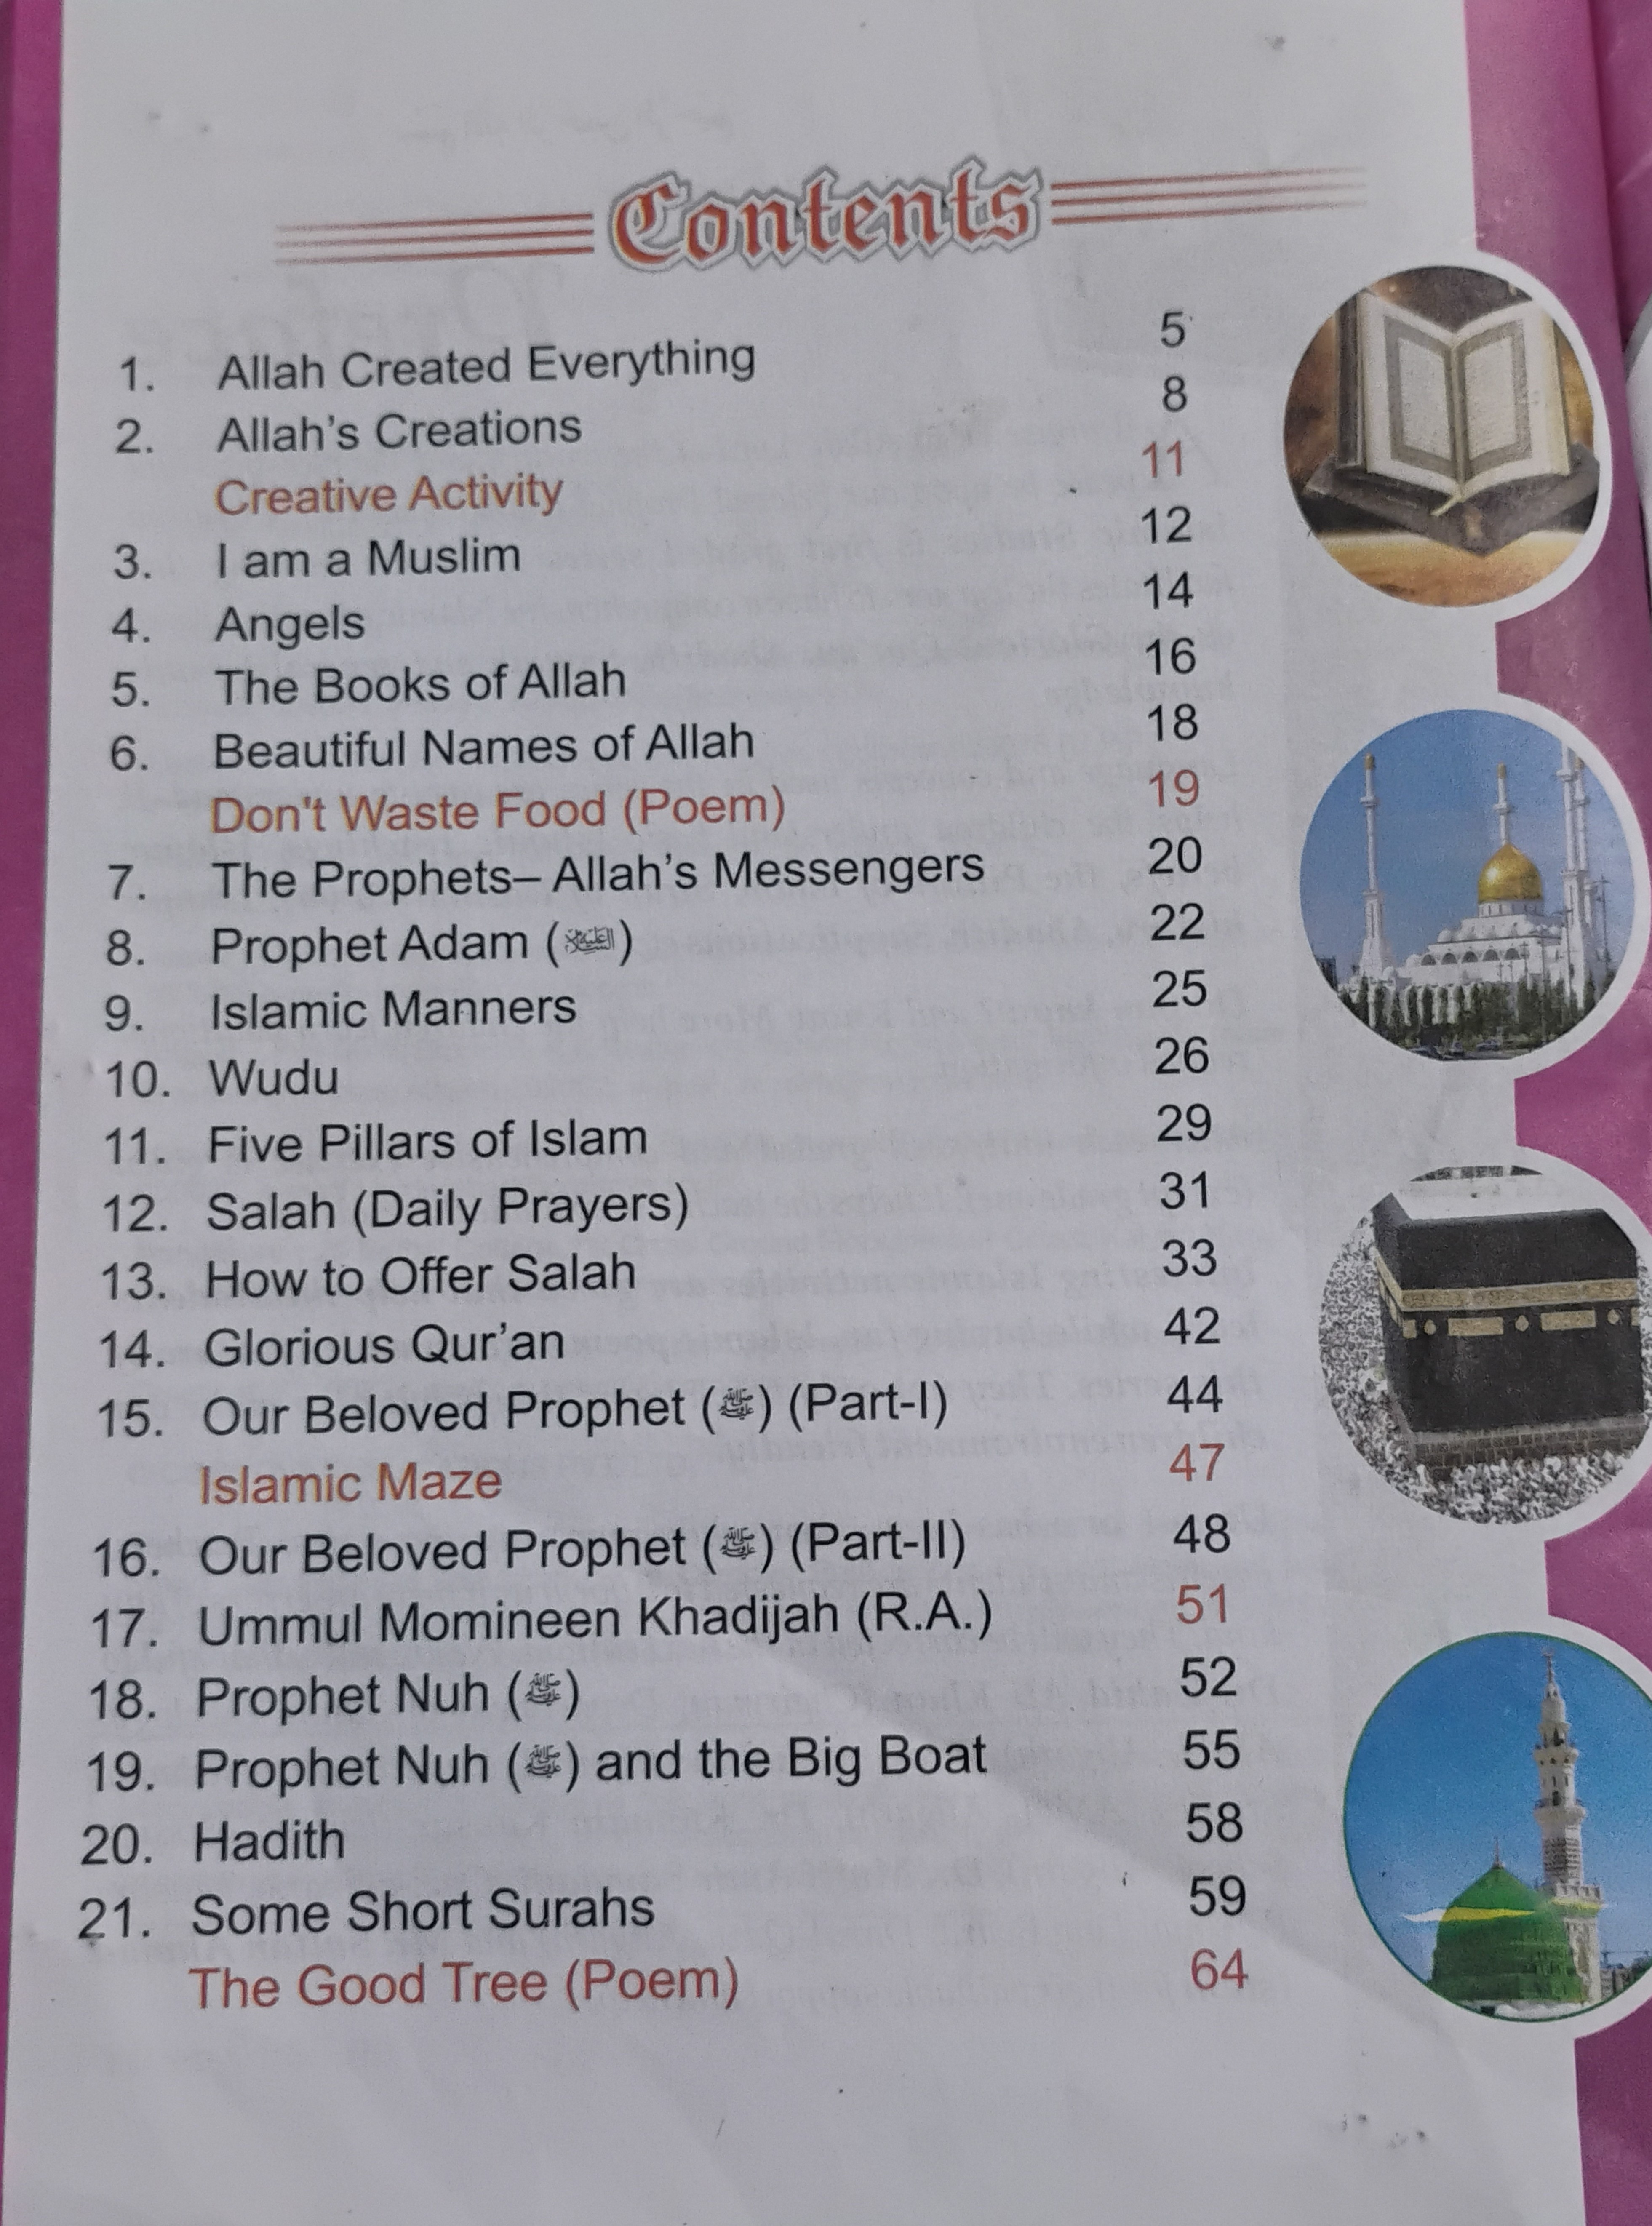 Contents
1. Allah Created Everything 5
2. Allah’s Creations 8
Creative Activity 11
3. I am a Muslim 12
4. Angels 14
5. The Books of Allah 16
6. Beautiful Names of Allah 18
Don't Waste Food (Poem) 19
7. The Prophets– Allah’s Messengers 20
8. Prophet Adam (عليه السلام) 22
9. Islamic Manners 25
10. Wudu 26
11. Five Pillars of Islam 29
12. Salah (Daily Prayers) 31
13. How to Offer Salah 33
14. Glorious Qur’an 42
15. Our Beloved Prophet (ﷺ) (Part-I) 44
Islamic Maze 47
16. Our Beloved Prophet (ﷺ) (Part-II) 48
17. Ummul Momineen Khadijah (R.A.) 51
18. Prophet Nuh (ﷺ) 52
19. Prophet Nuh (ﷺ) and the Big Boat 55
20. Hadith 58
21. Some Short Surahs 59
The Good Tree (Poem) 64